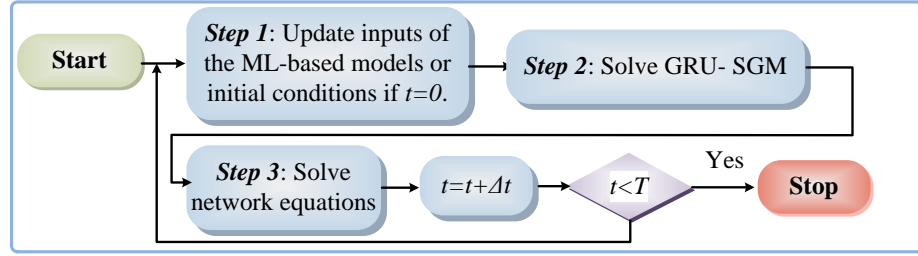 Start
Step 1: Update inputs of
the ML-based models or
initial conditions if t=0.
Step 2: Solve GRU- SGM
Step 3: Solve
network equations
t=t+Δt
t<T
Yes
Stop